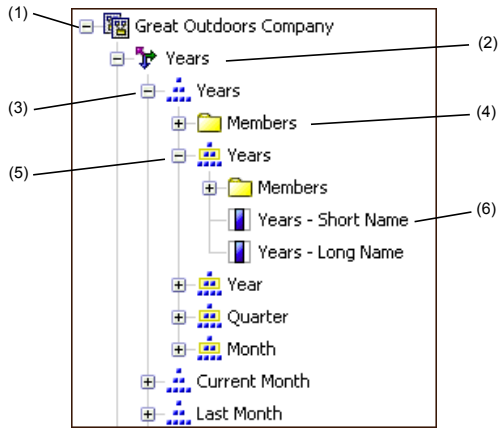 (1) Great Outdoors Company
Years (2)
(3) Years
Members (4)
(5) Years
Members
Years - Short Name (6)
Years - Long Name
Year
Quarter
Month
Current Month
Last Month